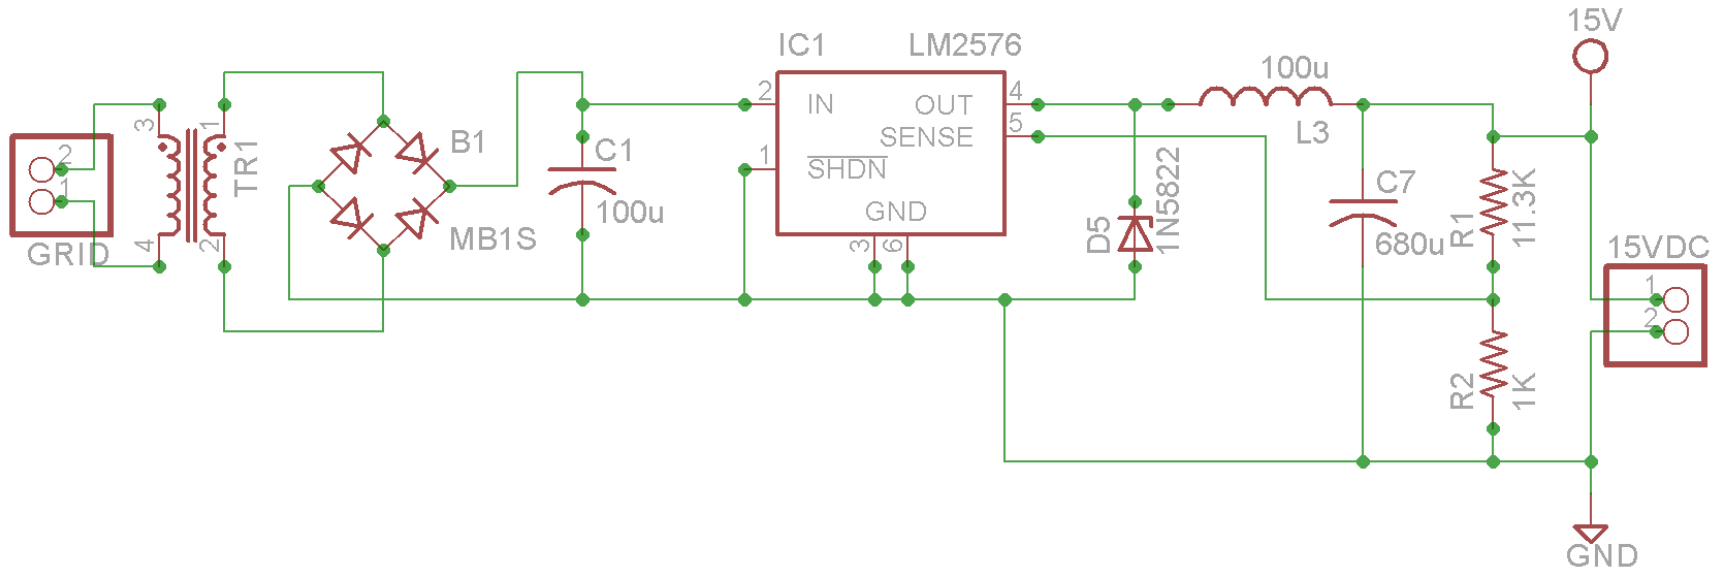 15V
IC1
LM2576
100u
2
IN
OUT
4
3
1
B1
SENSE
5
L3
2
C1
1
SHDN
TR1
1N5822
C7
1
100u
GND
R1
11.3K
GRID
4
2
MB1S
3
6
D5
680u
15VDC
1
2
R2
1K
GND